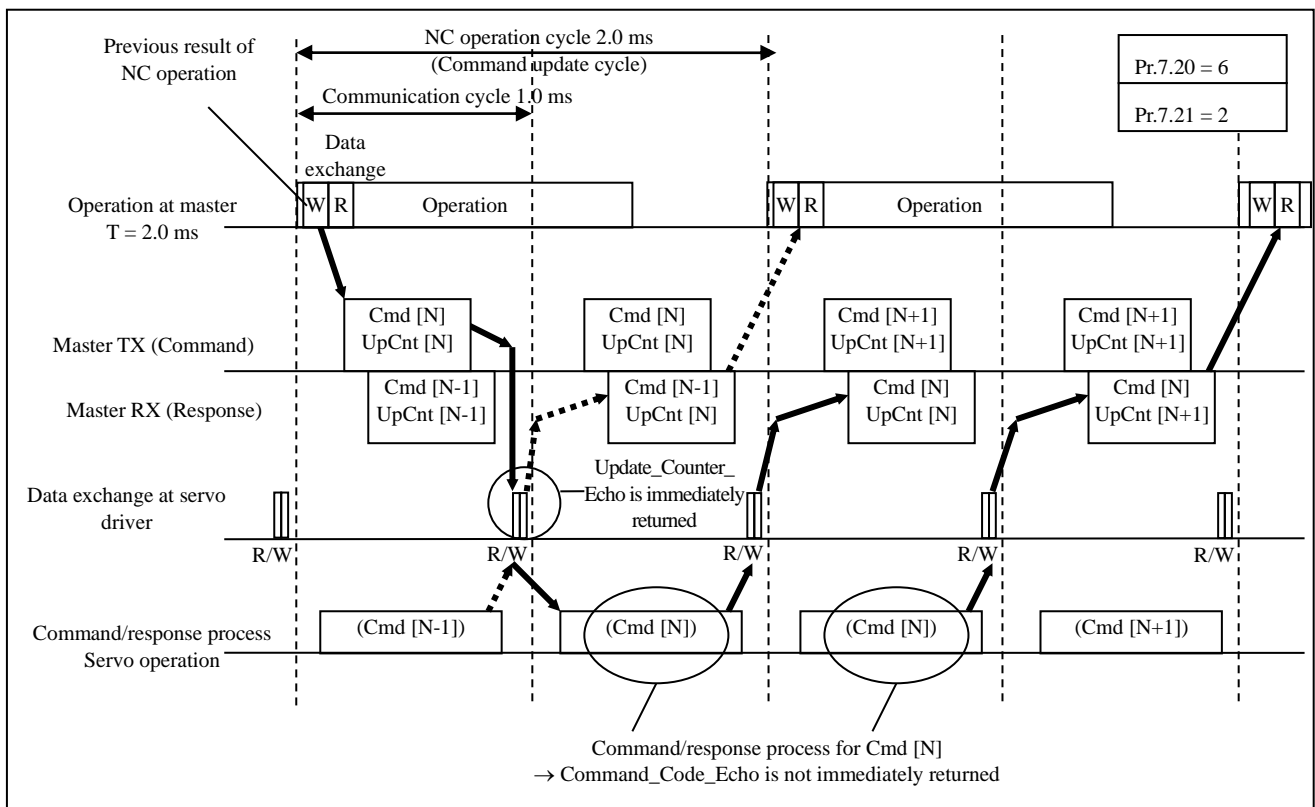 NC operation cycle 2.0 ms
(Command update cycle)
Previous result of
NC operation
Communication cycle 1.0 ms
Pr.7.20 = 6
Pr.7.21 = 2
Data
exchange
Operation at master
T = 2.0 ms
W R Operation
W R Operation
W R
Master TX (Command)
Cmd [N]
UpCnt [N]
Cmd [N]
UpCnt [N]
Cmd [N+1]
UpCnt [N+1]
Cmd [N+1]
UpCnt [N+1]
Master RX (Response)
Cmd [N-1]
UpCnt [N-1]
Cmd [N-1]
UpCnt [N]
Cmd [N]
UpCnt [N]
Cmd [N]
UpCnt [N+1]
Data exchange at servo
driver
Update_Counter_
Echo is immediately
returned
R/W
R/W
R/W
R/W
R/W
Command/response process
Servo operation
(Cmd [N-1])
(Cmd [N])
(Cmd [N])
(Cmd [N+1])
Command/response process for Cmd [N]
→ Command_Code_Echo is not immediately returned